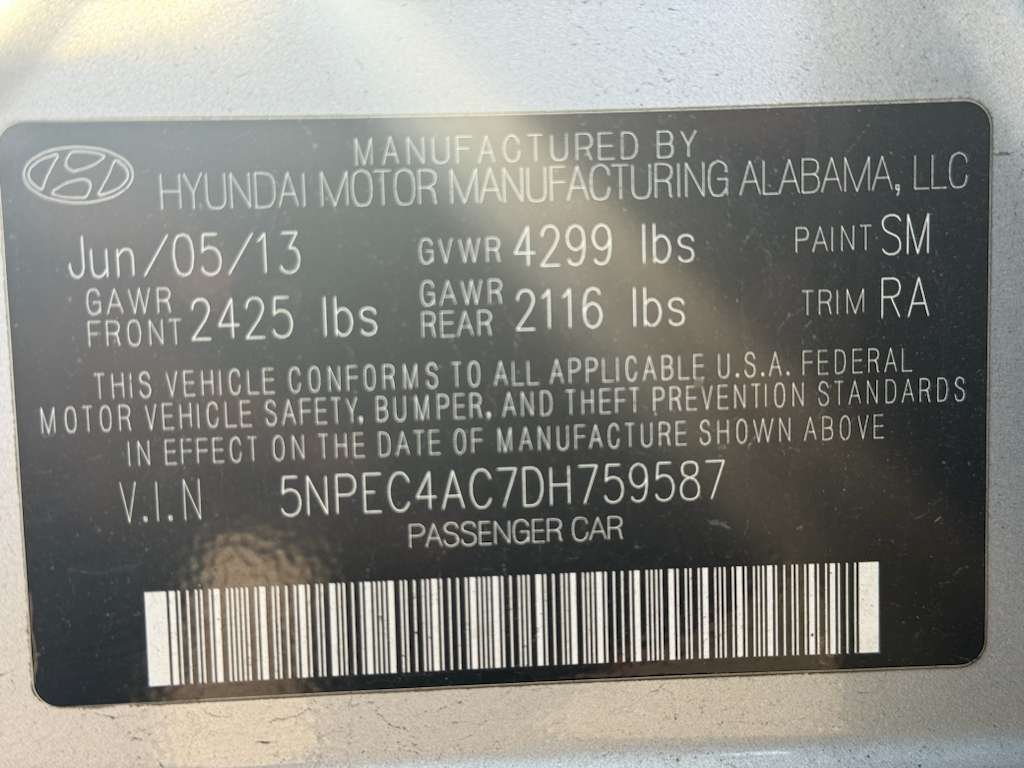 MANUFACTURED BY
HYUNDAI MOTOR MANUFACTURING ALABAMA, LLC
Jun/05/13 GVWR 4299 lbs PAINT SM
GAWR FRONT 2425 lbs GAWR REAR 2116 lbs TRIM RA
THIS VEHICLE CONFORMS TO ALL APPLICABLE U.S.A. FEDERAL
MOTOR VEHICLE SAFETY, BUMPER, AND THEFT PREVENTION STANDARDS
IN EFFECT ON THE DATE OF MANUFACTURE SHOWN ABOVE
V.I.N 5NPEC4AC7DH759587
PASSENGER CAR